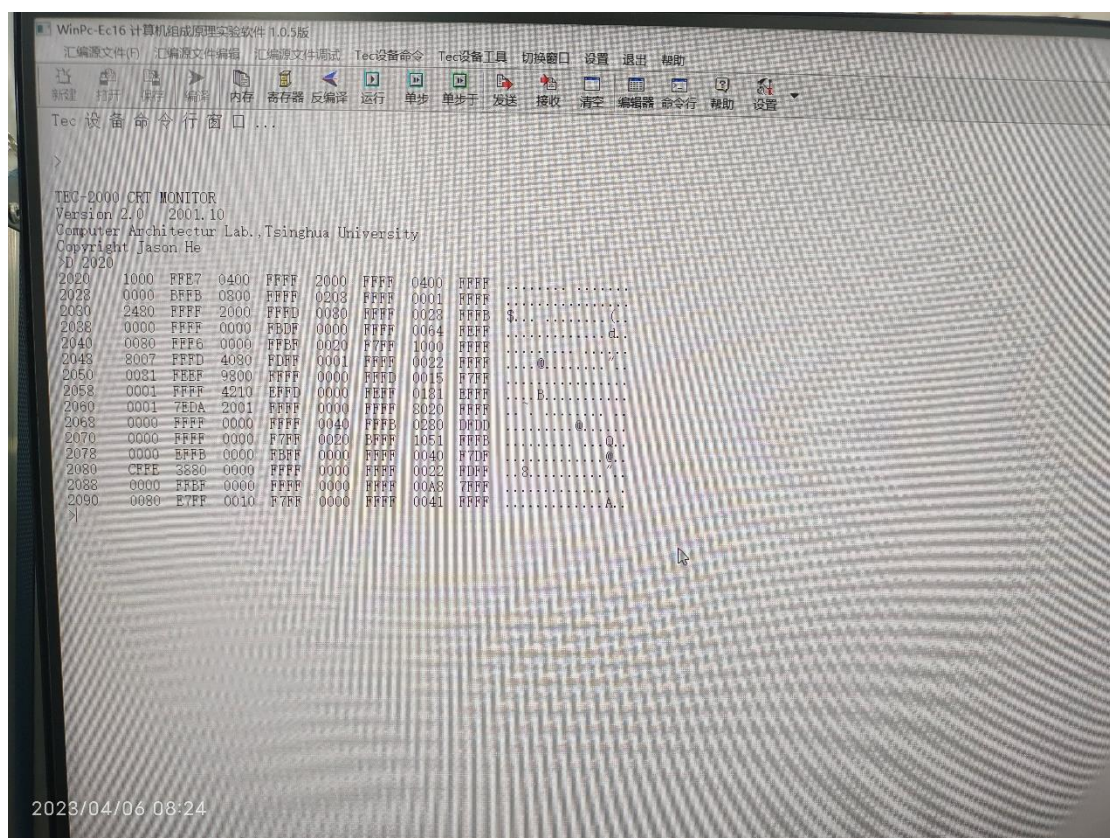 WinPc-Ec16 计算机组成原理实验软件 1.0.5版
汇编源文件(F) 汇编源文件编辑 汇编源文件调试 Tec设备命令 Tec设备工具 切换窗口 设置 退出 帮助
新建 打开 保存 编译 内存 寄存器 反编译 运行 单步 单步于 发送 接收 清空 编辑器 命令行 帮助 设置
Tec 设 备 命 令 行 窗 口 ...
>
TEC-2000 CRT MONITOR
Version 2.0 2001.10
Computer Architectur Lab.,Tsinghua University
Copyright Jason He
>D 2020
2020 1000 FFE7 0400 FFFF 2000 FFFF 0400 FFFF ........ .......
2028 0000 BFFB 0800 FFFF 0208 FFFF 0001 FFFF ................
2030 2480 FFFF 2000 FFFD 0080 FFFF 0028 FFFB $... .........(.
2038 0000 FFFF 0000 FBDF 0000 FFFF 0064 FEFF .............d..
2040 0080 FFF6 0000 FFBF 0020 F7FF 1000 FFFF ......... ......
2048 8007 FFFD 4080 FDFF 0001 FFFF 0022 FFFF ....@........"..
2050 0081 FEEF 9800 FFFF 0000 FFFD 0015 F7FF ................
2058 0001 FFFF 4210 EFFD 0000 FEFF 0181 EFFF ....B...........
2060 0001 7EDA 2001 FFFF 0000 FFFF 8020 FFFF
2068 0000 FFFF 0000 FFFF 0040 FFFB 0280 DFDD .........@......
2070 0000 FFFF 0000 F7FF 0020 BFFF 1051 FFFB ......... ...Q..
2078 0000 EFFB 0000 FBFF 0000 FFFF 0040 F7DF .............@..
2080 CFFE 3880 0000 FFFF 0000 FFFF 0022 FDFF ..8.........."..
2088 0000 FFBF 0000 FFFF 0000 FFFF 00A8 7FFF ................
2090 0080 E7FF 0010 F7FF 0000 FFFF 0041 FFFF .............A..
>
2023/04/06 08:24